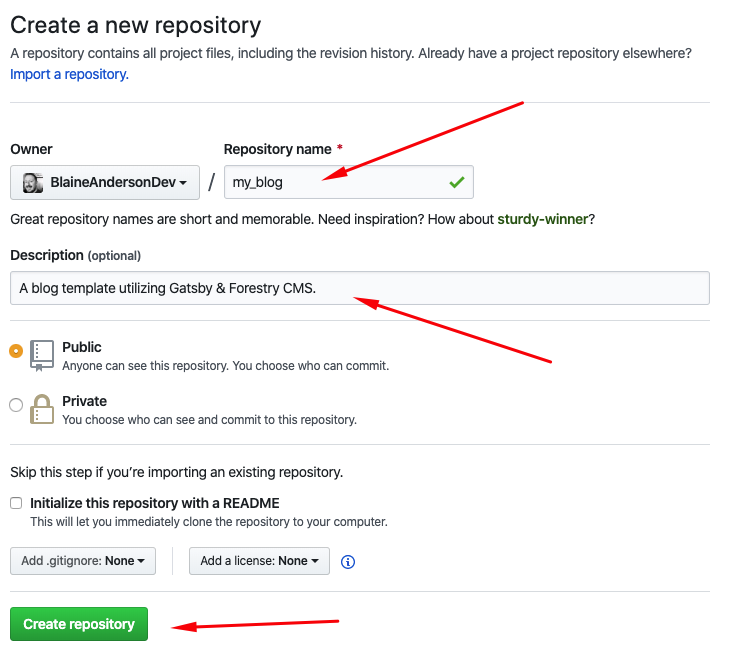 Create a new repository
A repository contains all project files, including the revision history. Already have a project repository elsewhere?
Import a repository.
Owner
Repository name *
BlaineAndersonDev
/
my_blog
Great repository names are short and memorable. Need inspiration? How about sturdy-winner?
Description (optional)
A blog template utilizing Gatsby & Forestry CMS.
Public
Anyone can see this repository. You choose who can commit.
Private
You choose who can see and commit to this repository.
Skip this step if you’re importing an existing repository.
Initialize this repository with a README
This will let you immediately clone the repository to your computer.
Add .gitignore: None
Add a license: None
Create repository